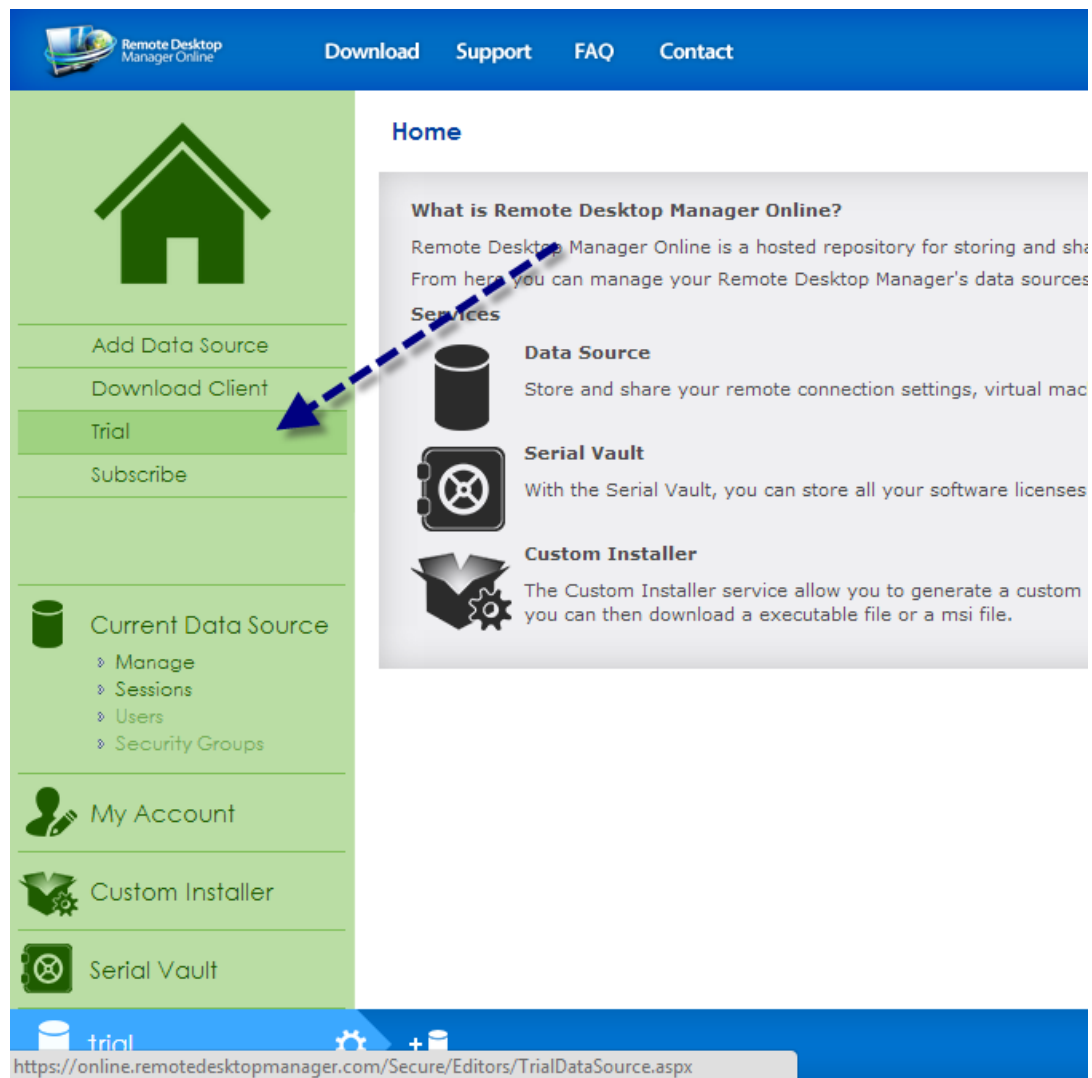 Remote Desktop
Manager Online
Download Support FAQ Contact
Home
What is Remote Desktop Manager Online?
Remote Desktop Manager Online is a hosted repository for storing and sha
From here you can manage your Remote Desktop Manager's data sources
Services
Data Source
Store and share your remote connection settings, virtual mac
Serial Vault
With the Serial Vault, you can store all your software licenses
Custom Installer
The Custom Installer service allow you to generate a custom
you can then download a executable file or a msi file.
Add Data Source
Download Client
Trial
Subscribe
Current Data Source
Manage
Sessions
Users
Security Groups
My Account
Custom Installer
Serial Vault
trial
https://online.remotedesktopmanager.com/Secure/Editors/TrialDataSource.aspx